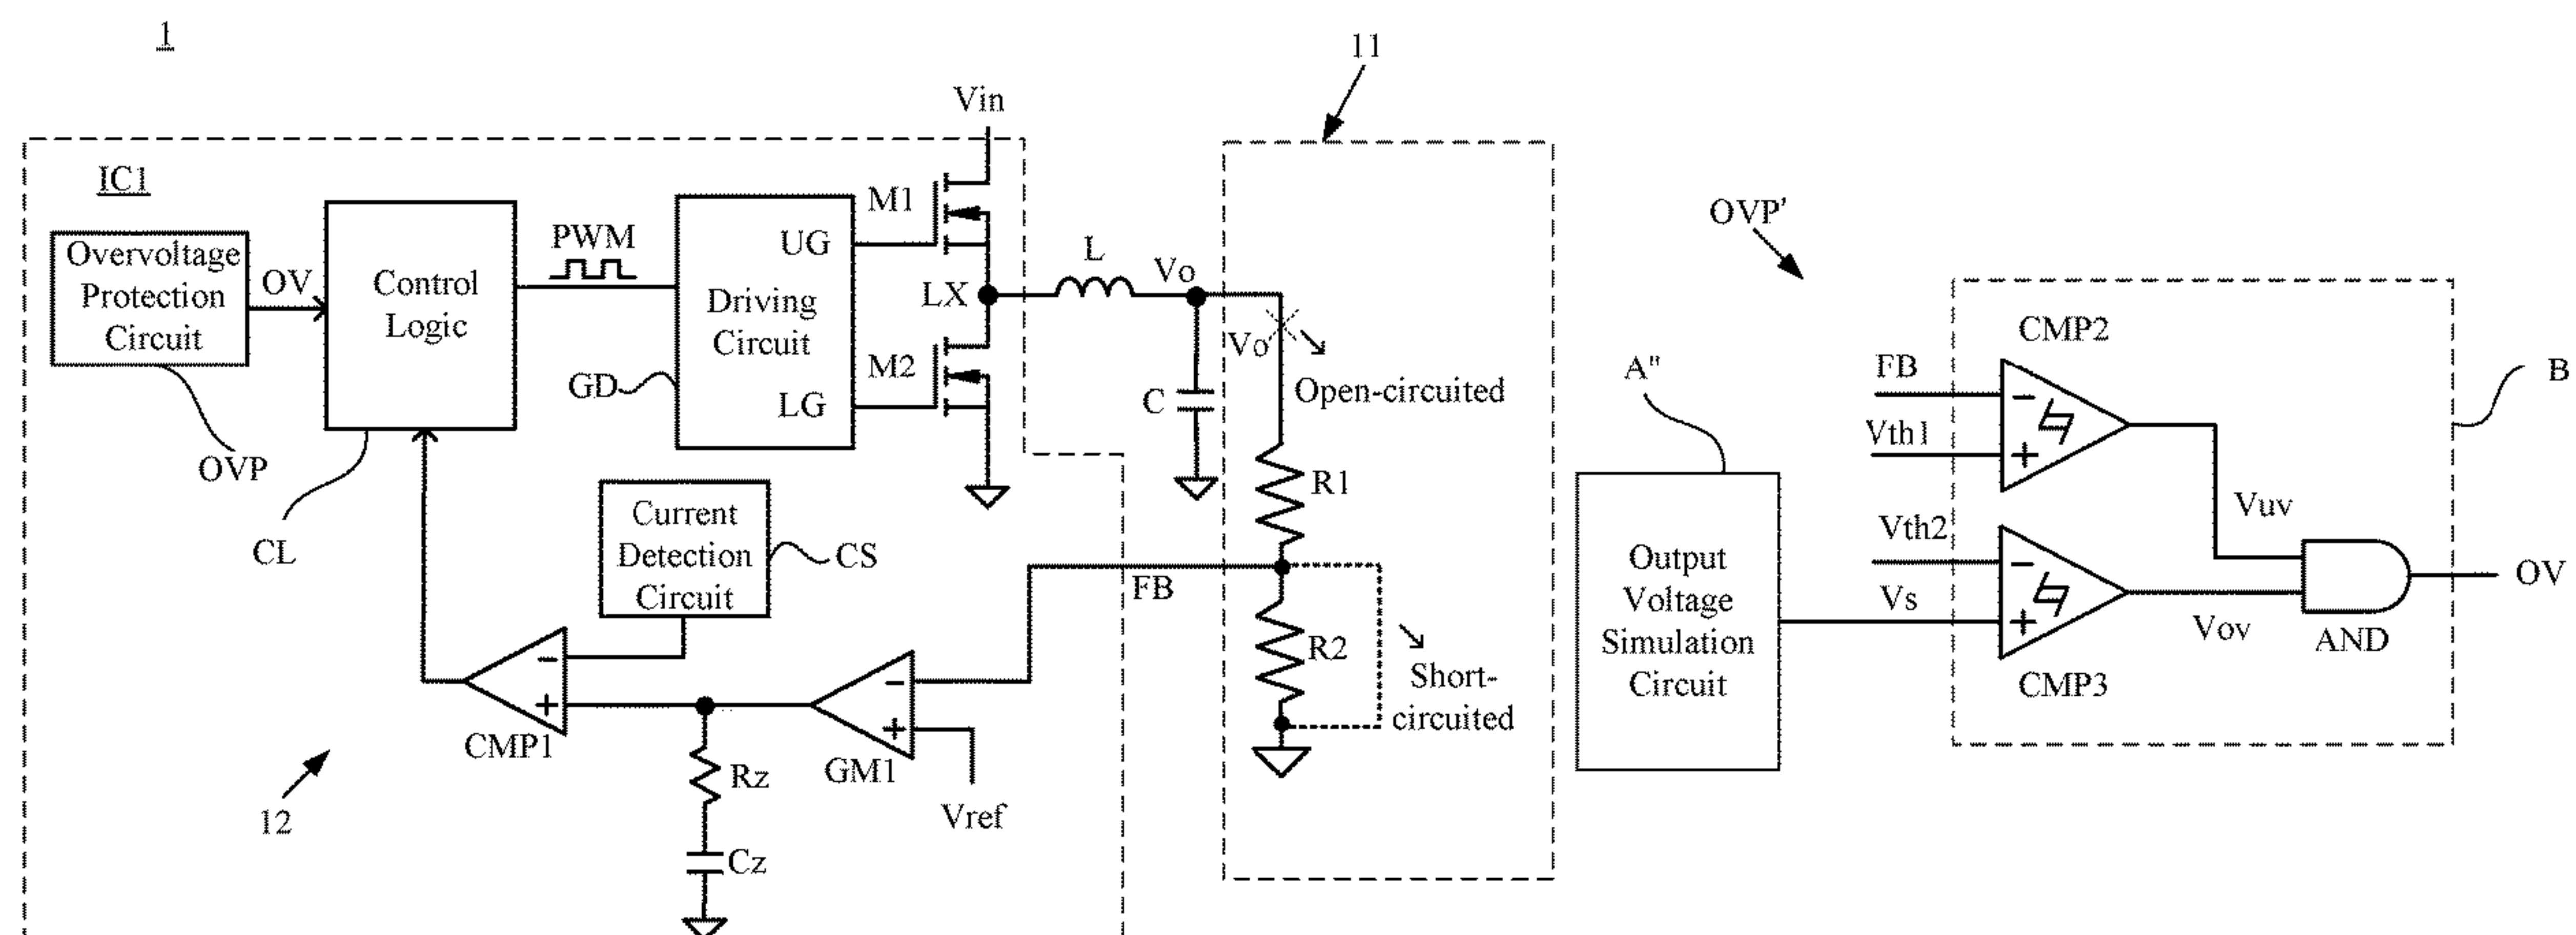 1
11
Vin
IC1
Overvoltage
Protection
Circuit
OV
Control
Logic
PWM
UG
Driving
Circuit
LG
M1
LX
M2
GD
L
Vo
Vo
Open-circuited
C
R1
OVP
CL
Current
Detection
Circuit
CS
FB
R2
Short-
circuited
CMP1
GM1
Vref
Rz
Cz
12
OVP'
CMP2
FB
Vth1
A"
B
Vuv
Output
Voltage
Simulation
Circuit
Vth2
Vs
CMP3
Vov
AND
OV